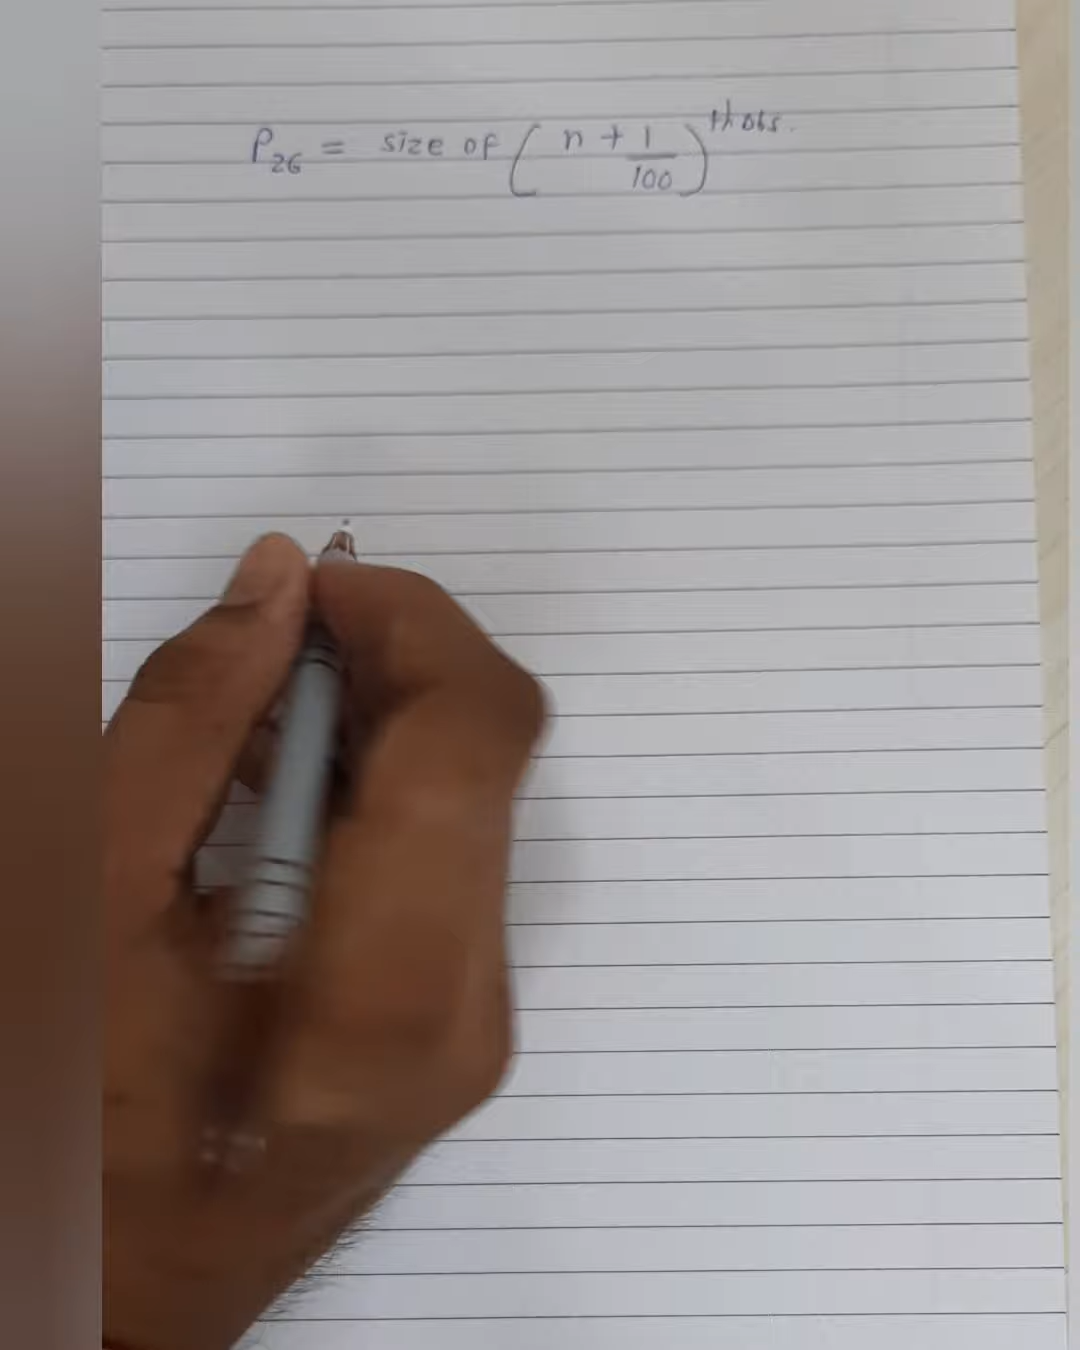 P26 = size of ( n + 1/100 )th obs.